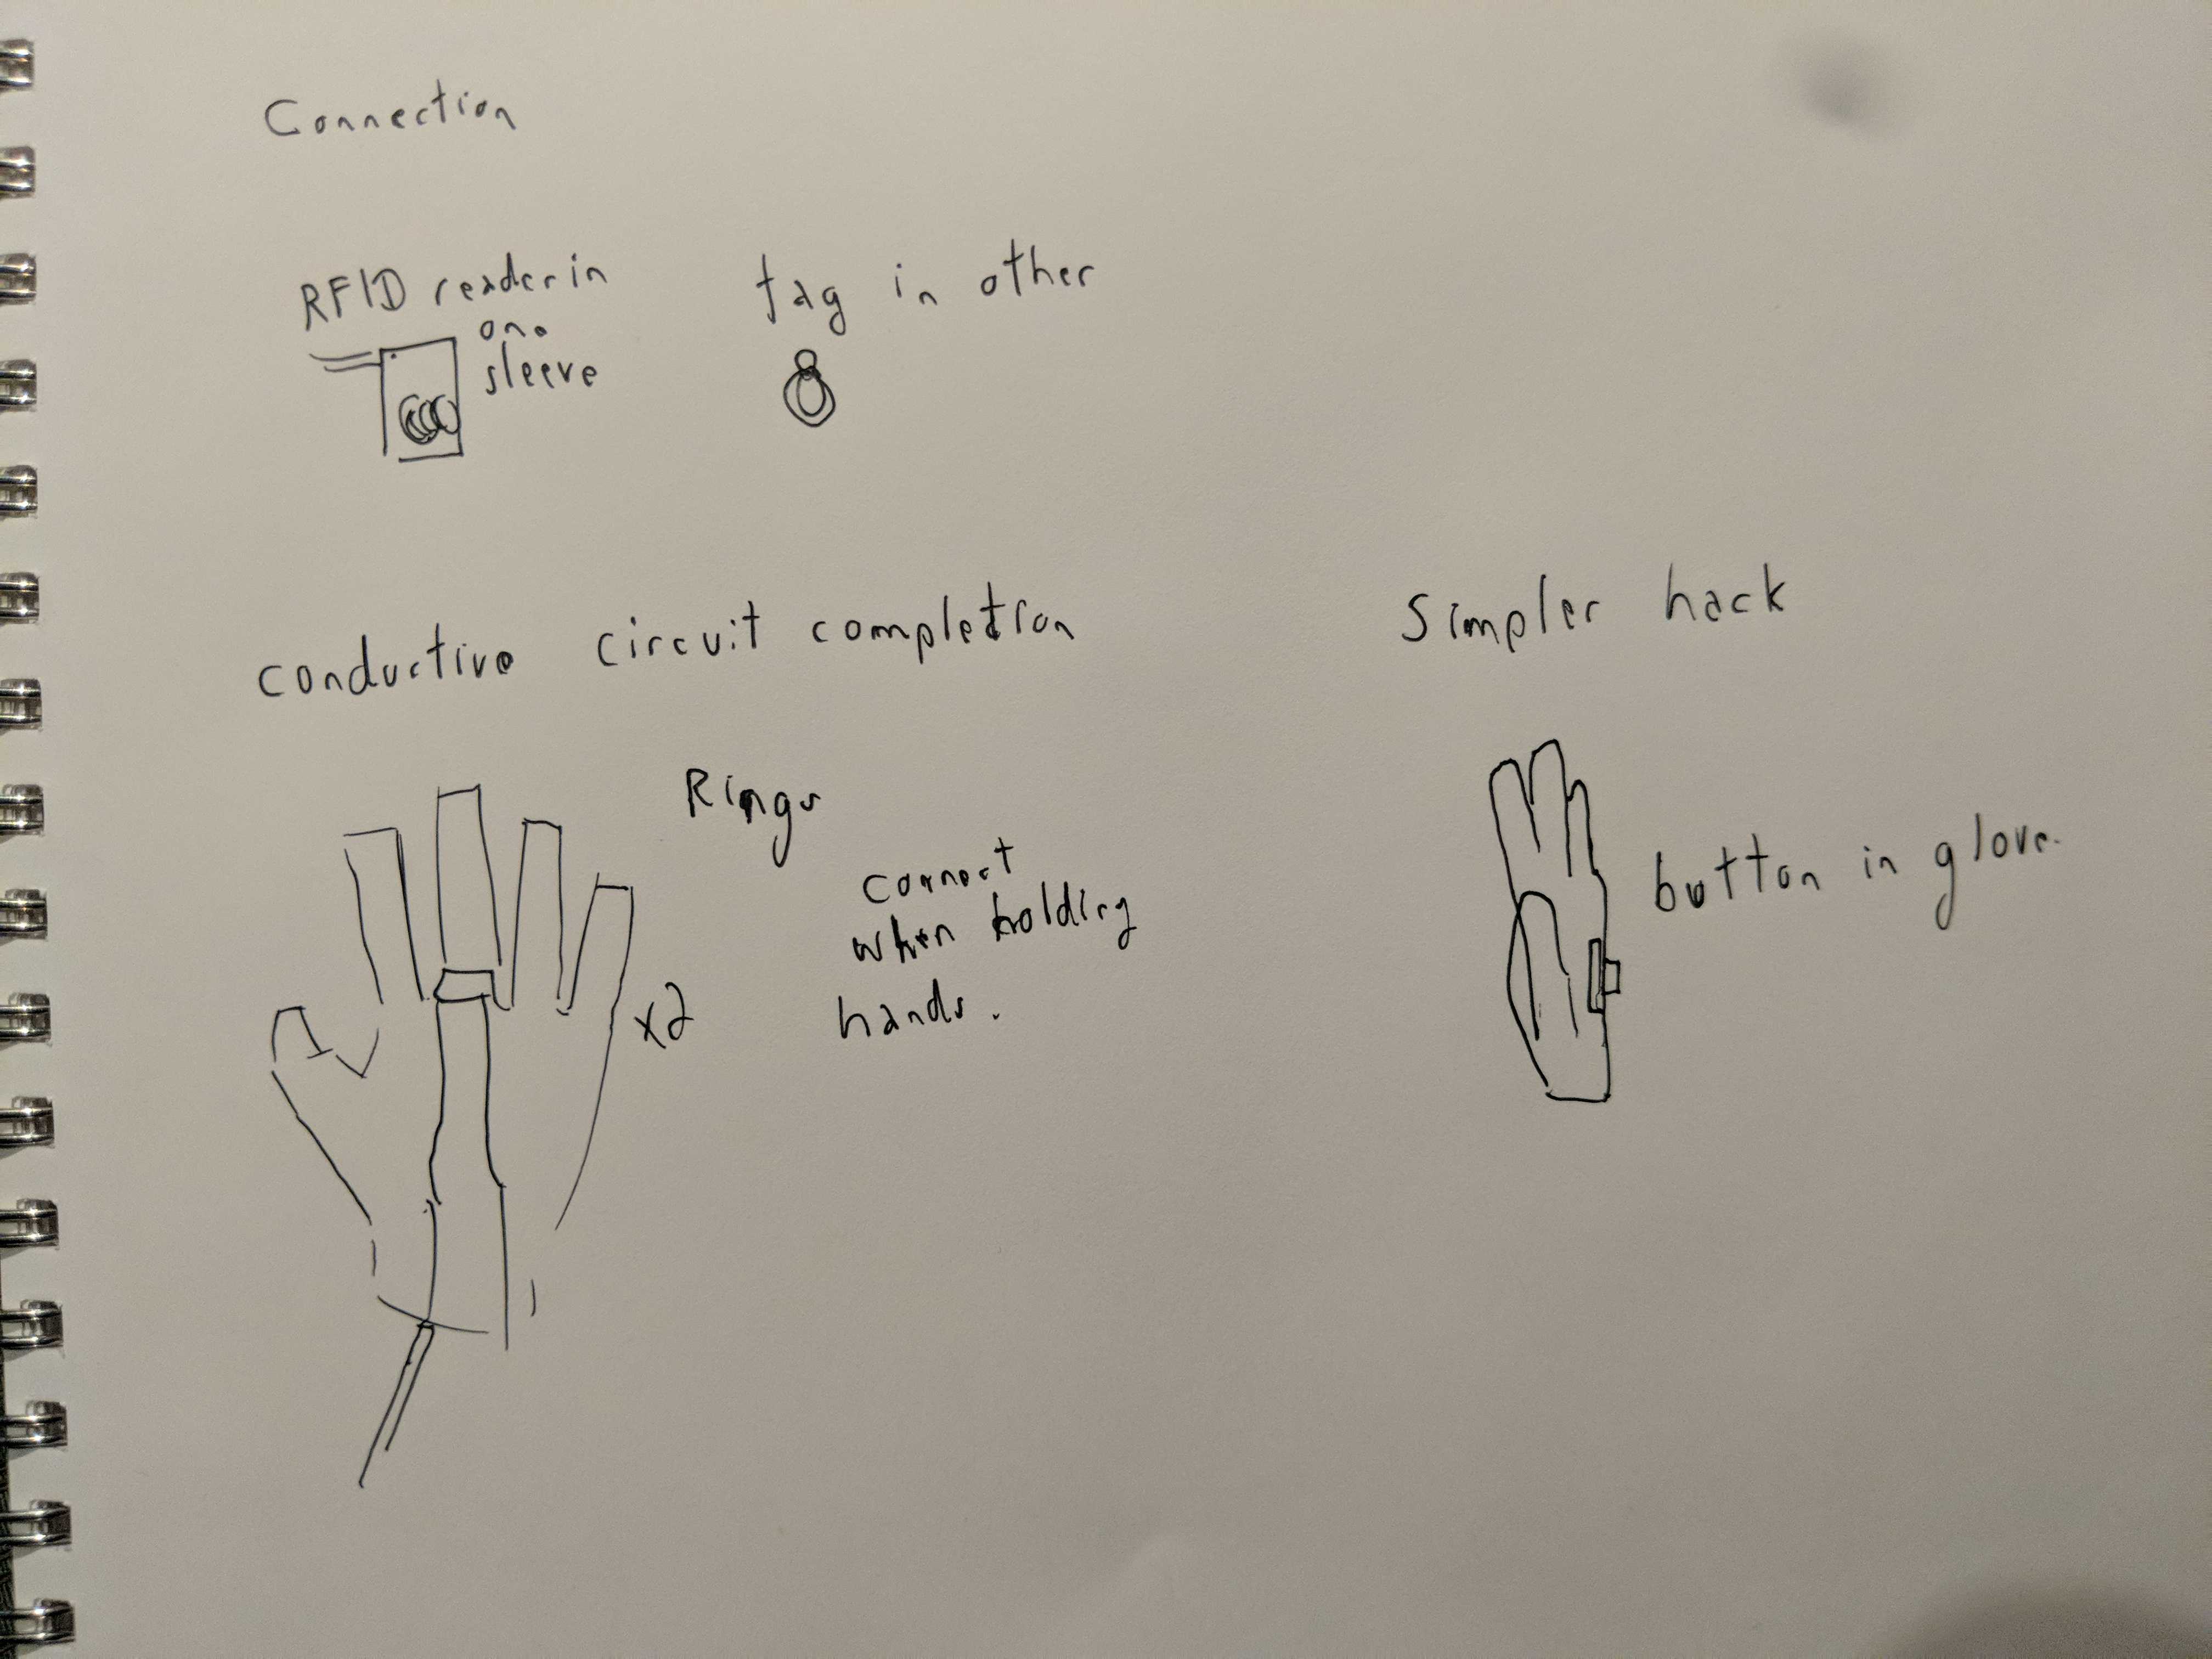 Connection
RFID reader in
one
sleeve
tag in other
conductive circuit completion
Rings
connect
when holding
hands.
x2
Simpler hack
button in glove.